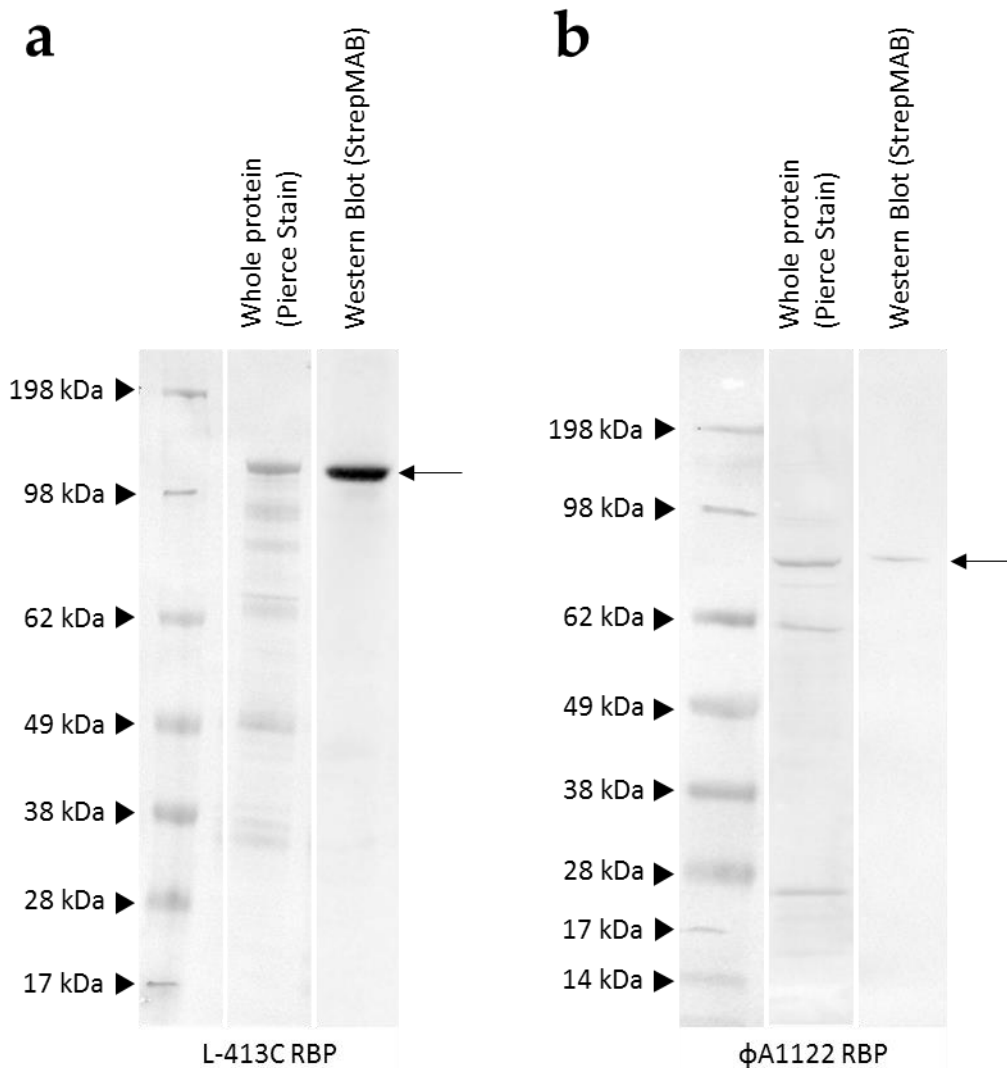 a
Whole protein
(Pierce Stain)
Western Blot (StrepMAB)
198 kDa
98 kDa
62 kDa
49 kDa
38 kDa
28 kDa
17 kDa
L-413C RBP
b
Whole protein
(Pierce Stain)
Western Blot (StrepMAB)
198 kDa
98 kDa
62 kDa
49 kDa
38 kDa
28 kDa
17 kDa
14 kDa
ϕA1122 RBP